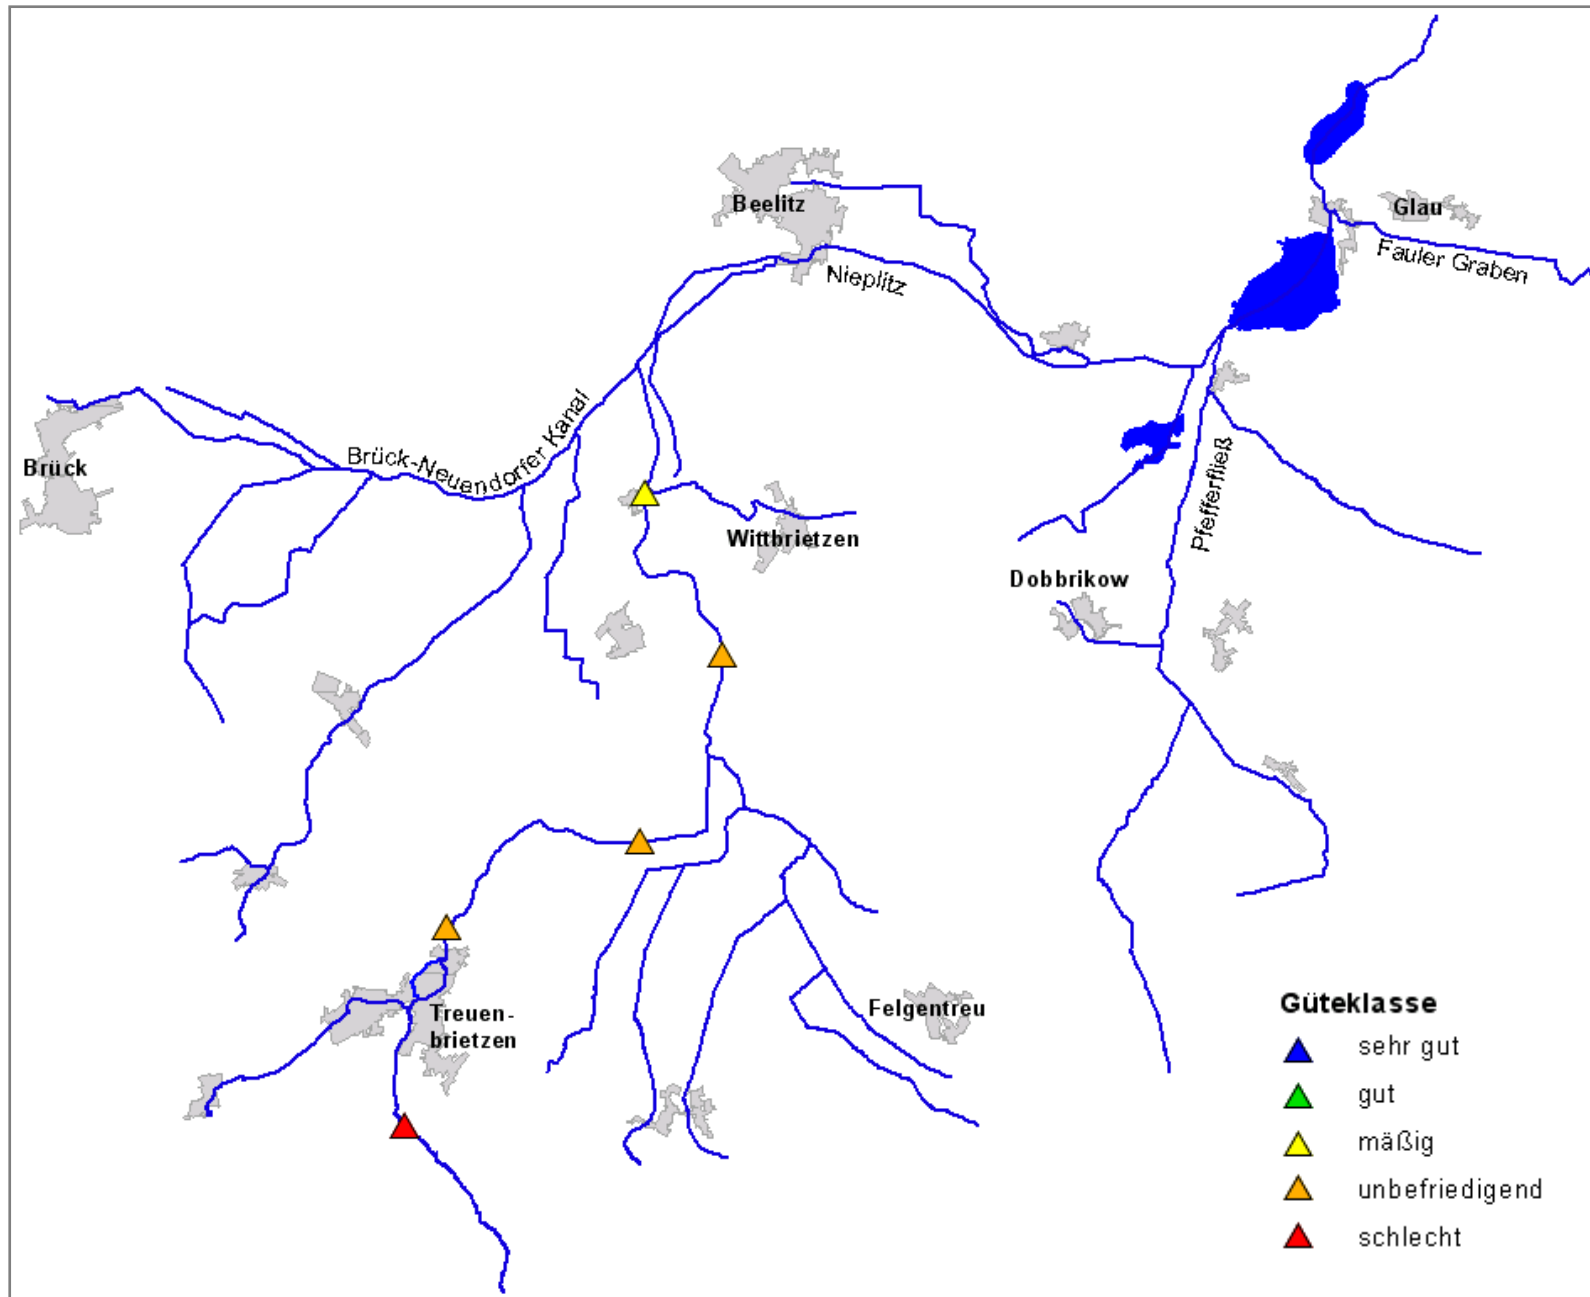 Beelitz
Glau
Fauler Graben
Nieplitz
Brück-Neuendorfer Kanal
Brück
Pfefferfließ
Wittbrietzen
Dobbrikow
Treuen-
brietzen
Felgentreu
Güteklasse
sehr gut
gut
mäßig
unbefriedigend
schlecht